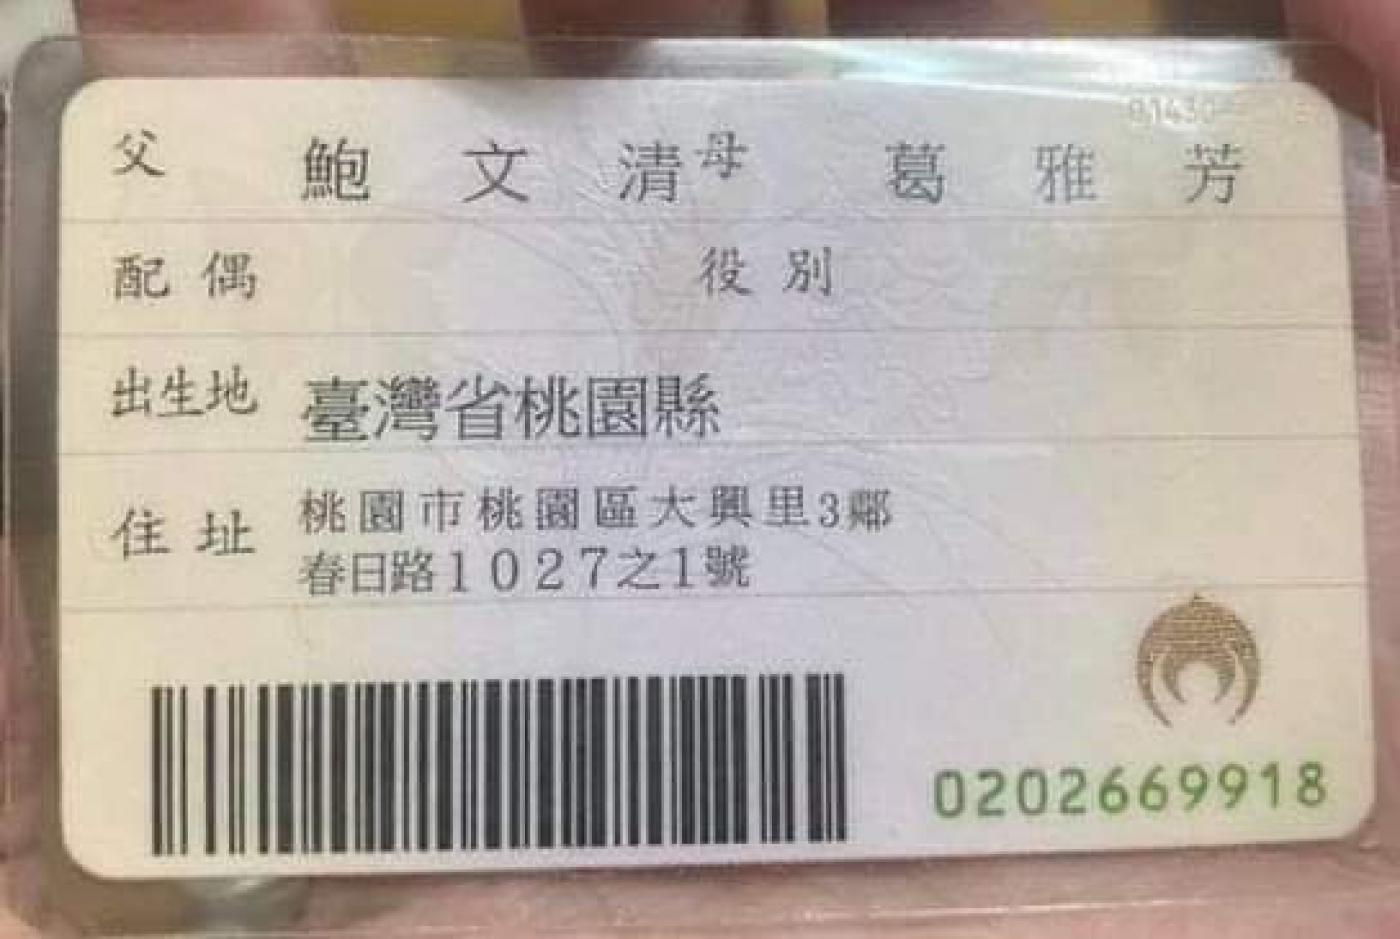 父 鮑文清 母 葛雅芳
配偶 役別
出生地 臺灣省桃園縣
住址 桃園市桃園區大興里3鄰
春日路1027之1號
0202669918